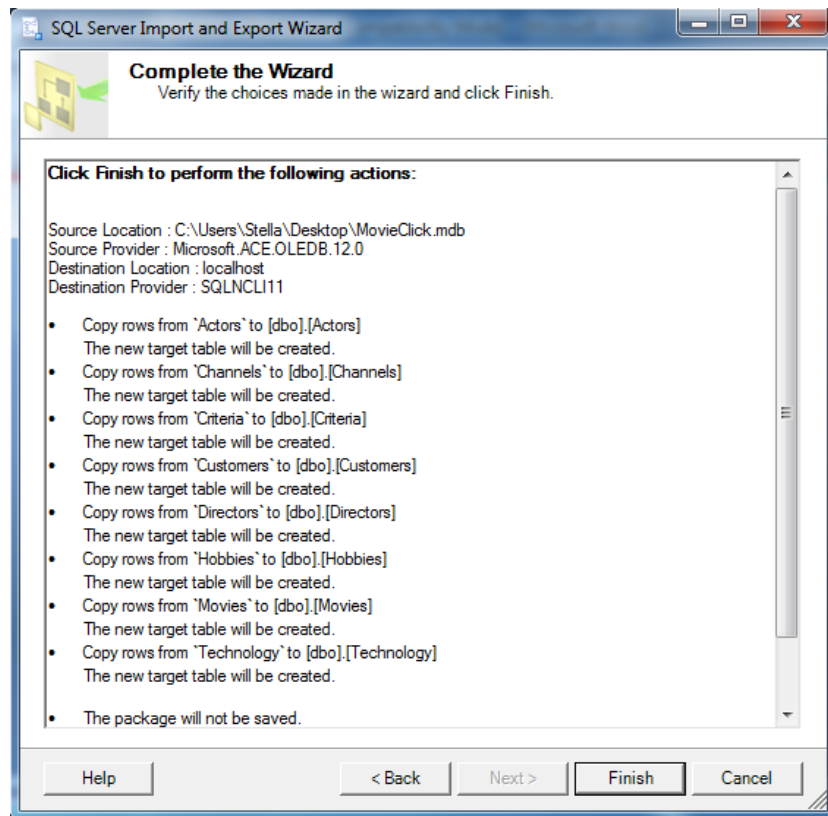 SQL Server Import and Export Wizard
Complete the Wizard
Verify the choices made in the wizard and click Finish.
Click Finish to perform the following actions:
Source Location : C:\Users\Stella\Desktop\MovieClick.mdb
Source Provider : Microsoft.ACE.OLEDB.12.0
Destination Location : localhost
Destination Provider : SQLNCLI11
• Copy rows from `Actors` to [dbo].[Actors]
The new target table will be created.
• Copy rows from `Channels` to [dbo].[Channels]
The new target table will be created.
• Copy rows from `Criteria` to [dbo].[Criteria]
The new target table will be created.
• Copy rows from `Customers` to [dbo].[Customers]
The new target table will be created.
• Copy rows from `Directors` to [dbo].[Directors]
The new target table will be created.
• Copy rows from `Hobbies` to [dbo].[Hobbies]
The new target table will be created.
• Copy rows from `Movies` to [dbo].[Movies]
The new target table will be created.
• Copy rows from `Technology` to [dbo].[Technology]
The new target table will be created.
• The package will not be saved.
Help < Back Next > Finish Cancel